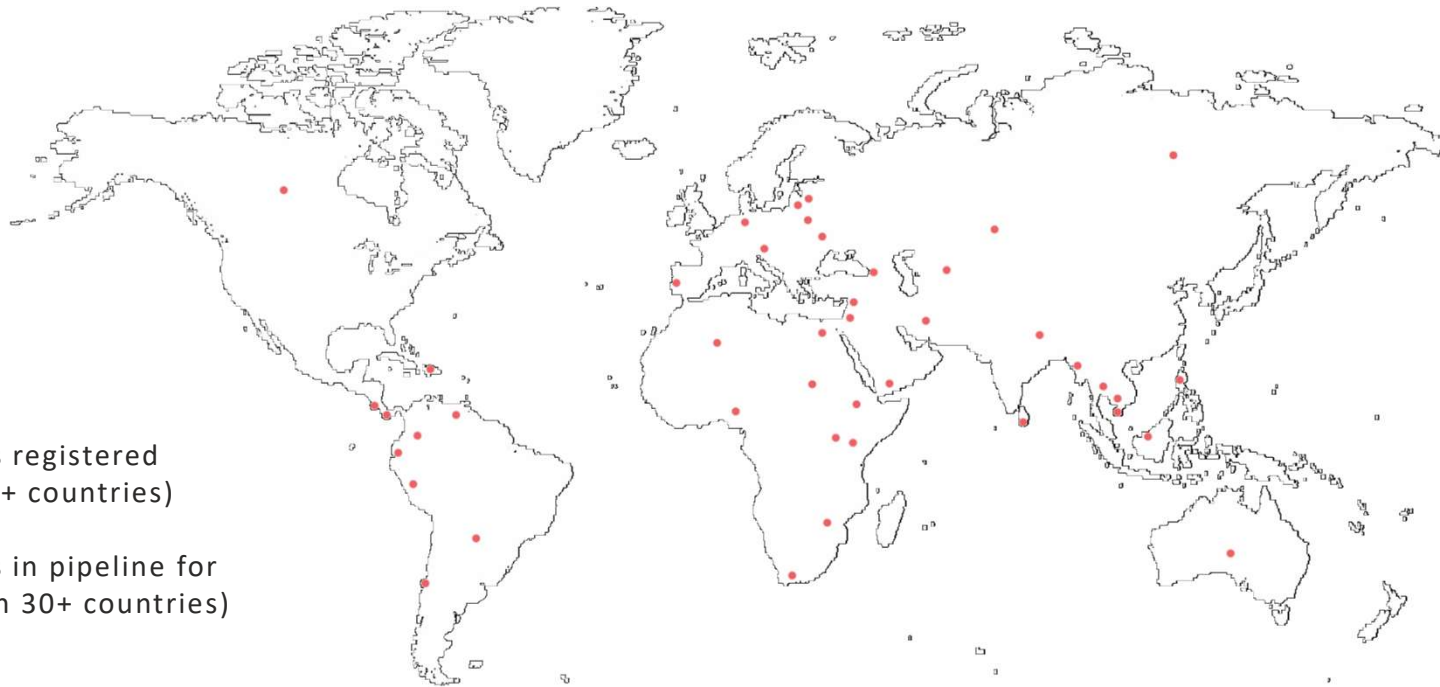 registered
+ countries)
in pipeline for
30+ countries)